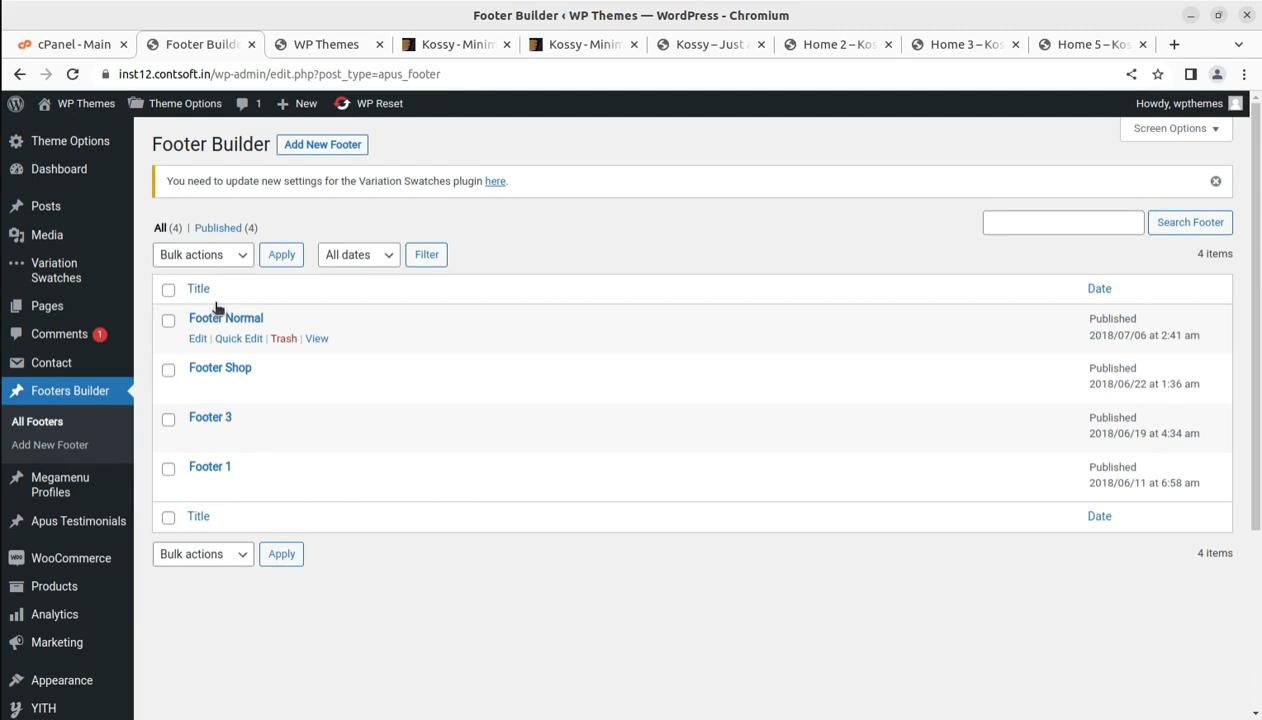 Footer Builder ‹ WP Themes — WordPress - Chromium
cPanel - Main
Footer Builde
WP Themes
Kossy - Minim
Kossy - Minim
Kossy – Just A
Home 2 – Kos
Home 3 – Kos
Home 5 – Kos
inst12.contsoft.in/wp-admin/edit.php?post_type=apus_footer
WP Themes Theme Options 1 New WP Reset Howdy, wpthemes
Theme Options
Dashboard
Posts
Media
Variation
Swatches
Pages
Comments 1
Contact
Footers Builder
All Footers
Add New Footer
Megamenu
Profiles
Apus Testimonials
WooCommerce
Products
Analytics
Marketing
Appearance
YITH
Footer Builder Add New Footer
Screen Options
You need to update new settings for the Variation Swatches plugin here.
All (4) | Published (4)
Search Footer
Bulk actions Apply All dates Filter 4 items
Title Date
Footer Normal
Edit | Quick Edit | Trash | View
Published
2018/07/06 at 2:41 am
Footer Shop
Published
2018/06/22 at 1:36 am
Footer 3
Published
2018/06/19 at 4:34 am
Footer 1
Published
2018/06/11 at 6:58 am
Title Date
Bulk actions Apply 4 items